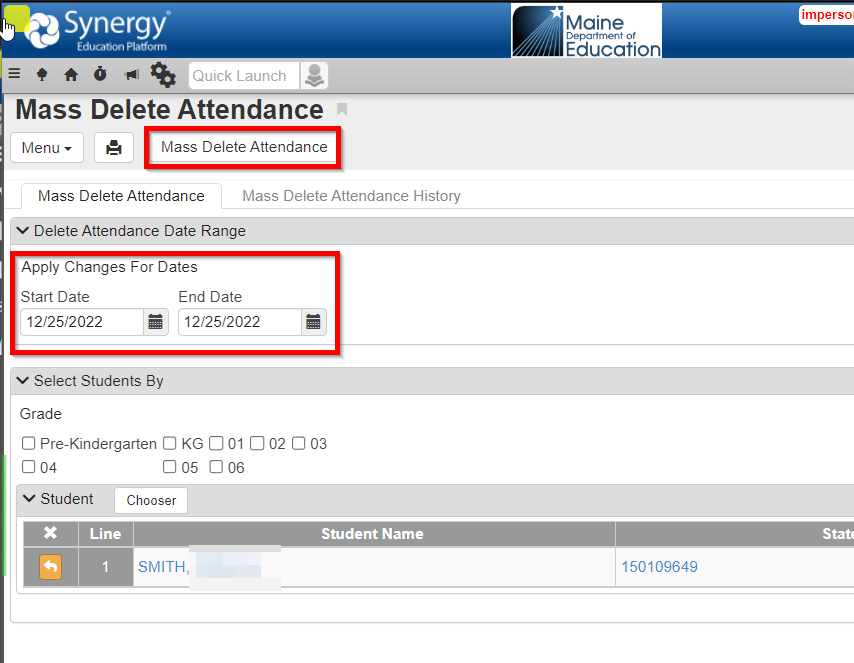 Synergy®
Education Platform
Maine
Department of
Education
Quick Launch
Mass Delete Attendance
Menu
Mass Delete Attendance
Mass Delete Attendance Mass Delete Attendance History
Delete Attendance Date Range
Apply Changes For Dates
Start Date End Date
12/25/2022 12/25/2022
Select Students By
Grade
Pre-Kindergarten KG 01 02 03
04 05 06
Student Chooser
Line Student Name
1 SMITH, 150109649